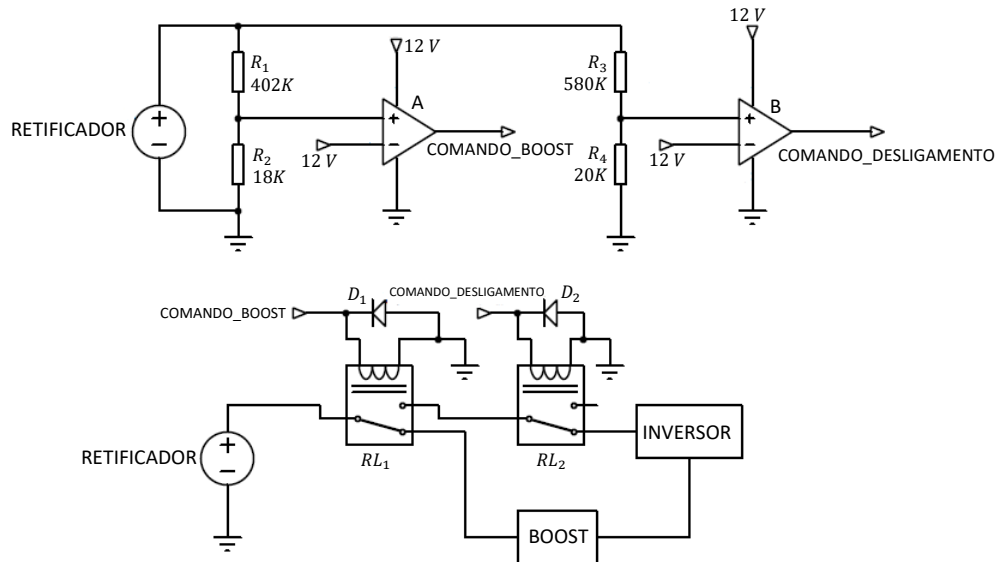 12 V
12 V
R₁
402K
R₃
580K
A
B
RETIFICADOR
+
−
+
−
+
−
COMANDO_BOOST
COMANDO_DESLIGAMENTO
R₂
18K
12 V
R₄
20K
12 V
D₁
COMANDO_DESLIGAMENTO
D₂
COMANDO_BOOST
INVERSOR
RETIFICADOR
+
−
RL₁
RL₂
BOOST